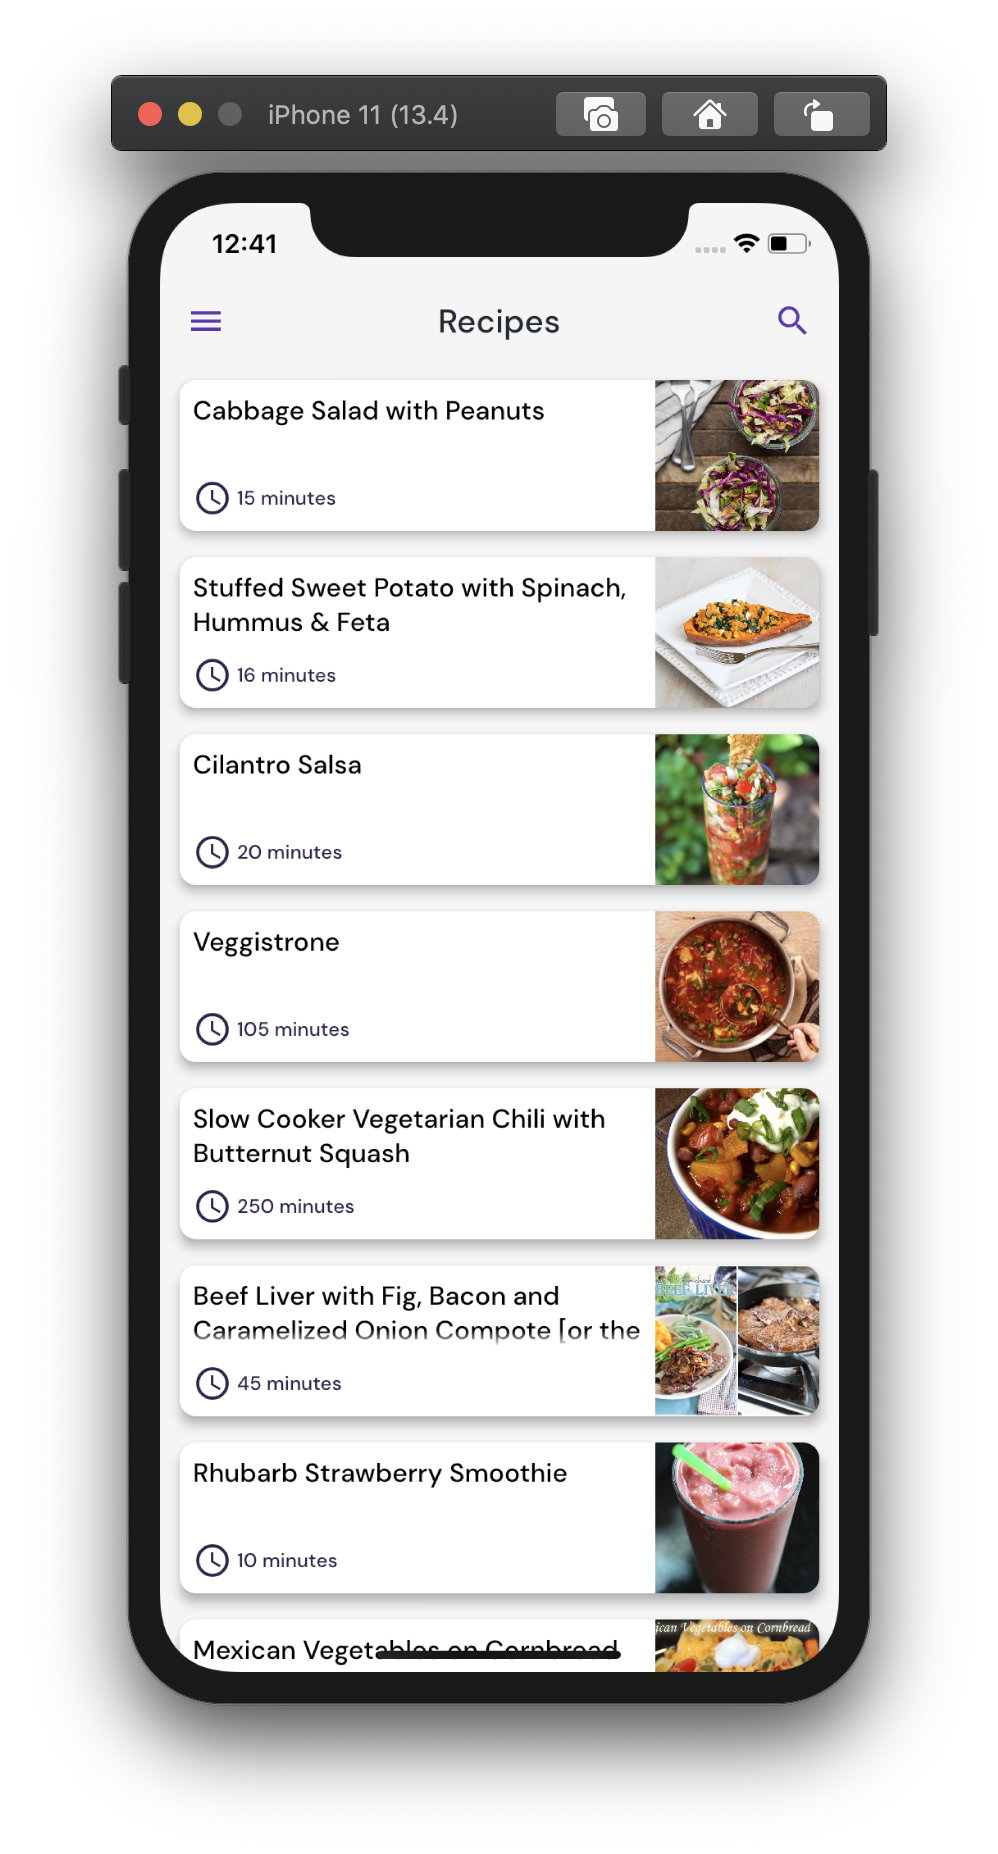 iPhone 11 (13.4)
12:41
Recipes
Cabbage Salad with Peanuts
15 minutes
Stuffed Sweet Potato with Spinach,
Hummus & Feta
16 minutes
Cilantro Salsa
20 minutes
Veggistrone
105 minutes
Slow Cooker Vegetarian Chili with
Butternut Squash
250 minutes
Beef Liver with Fig, Bacon and
Caramelized Onion Compote [or the
45 minutes
BEEF LIVER
Rhubarb Strawberry Smoothie
10 minutes
Mexican Vegetables on Cornbread
ican Vegetables on Cornbread